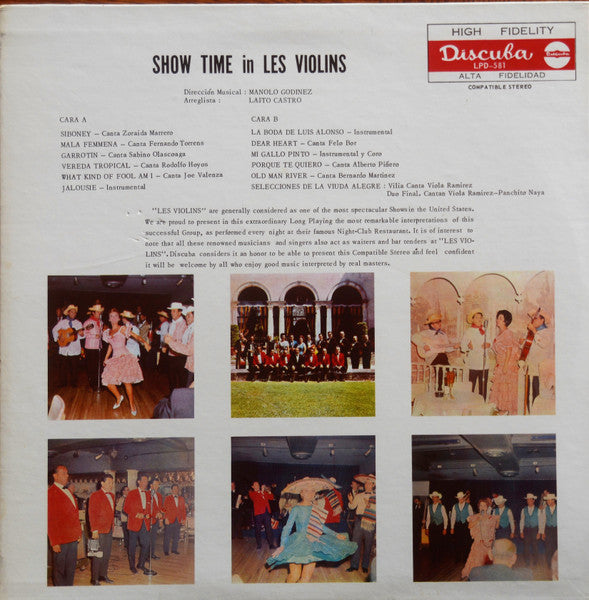 HIGH FIDELITY
Discuba
LPD-581
ALTA FIDELIDAD
COMPATIBLE STEREO
SHOW TIME in LES VIOLINS
Dirección Musical : MANOLO GODINEZ
Arreglista : LAITO CASTRO
CARA A
SIBONEY — Canta Zoraida Marrero
MALA FEMMENA — Canta Fernando Torrens
GARROTIN — Canta Sabino Olascoaga
VEREDA TROPICAL — Canta Rodolfo Hoyos
WHAT KIND OF FOOL AM I — Canta Joe Valenza
JALOUSIE — Instrumental
CARA B
LA BODA DE LUIS ALONSO — Instrumental
DEAR HEART — Canta Felo Bor
MI GALLO PINTO — Instrumental y Coro
PORQUE TE QUIERO — Canta Alberto Piñero
OLD MAN RIVER — Canta Bernardo Martinez
SELECCIONES DE LA VIUDA ALEGRE : Vilia Canta Viola Ramirez
Duo Final. Cantan Viola Ramirez—Panchito Naya
"LES VIOLINS" are generally considered as one of the most spectacular Shows in the United States.
We are proud to present in this extraordinary Long Playing the most remarkable interpretations of this
successful Group, as performed every night at their famous Night-Club Restaurant. It is of interest to
note that all these renowned musicians and singers also act as waiters and bar tenders at "LES VIO-
LINS". Discuba considers it an honor to be able to present this Compatible Stereo and feel confident
it will be welcome by all who enjoy good music interpreted by real masters.